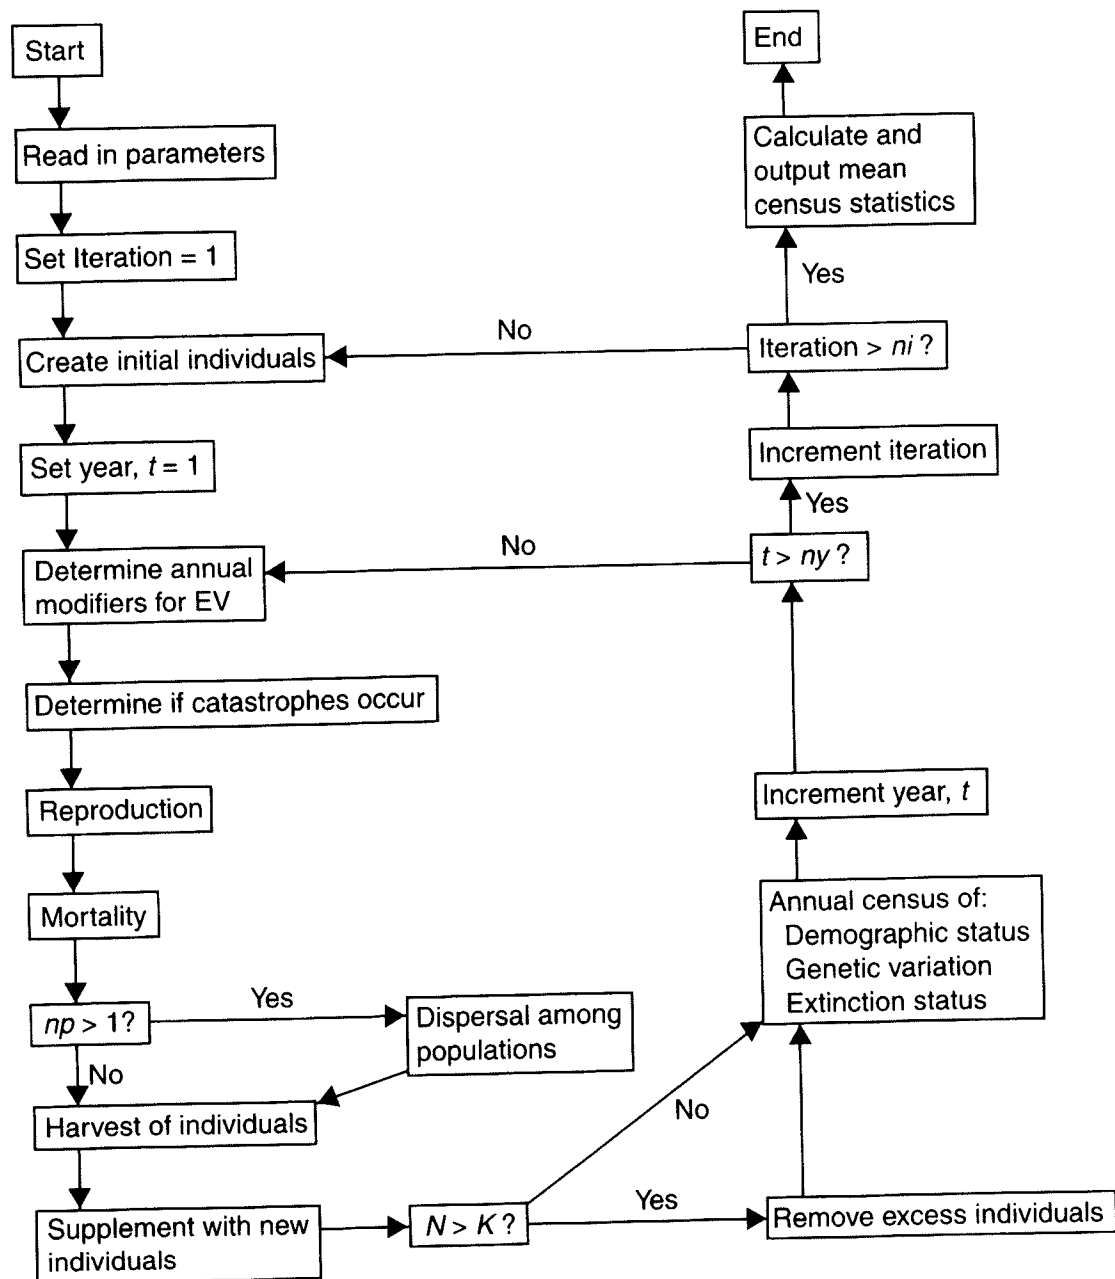 Start
Read in parameters
Set Iteration = 1
Create initial individuals
Set year, t = 1
Determine annual
modifiers for EV
Determine if catastrophes occur
Reproduction
Mortality
np > 1?
Yes
No
Dispersal among
populations
Harvest of individuals
Supplement with new
individuals
N > K ?
No
Yes
Remove excess individuals
Annual census of:
Demographic status
Genetic variation
Extinction status
Increment year, t
t > ny ?
No
Yes
Increment iteration
Iteration > ni ?
No
Yes
Calculate and
output mean
census statistics
End